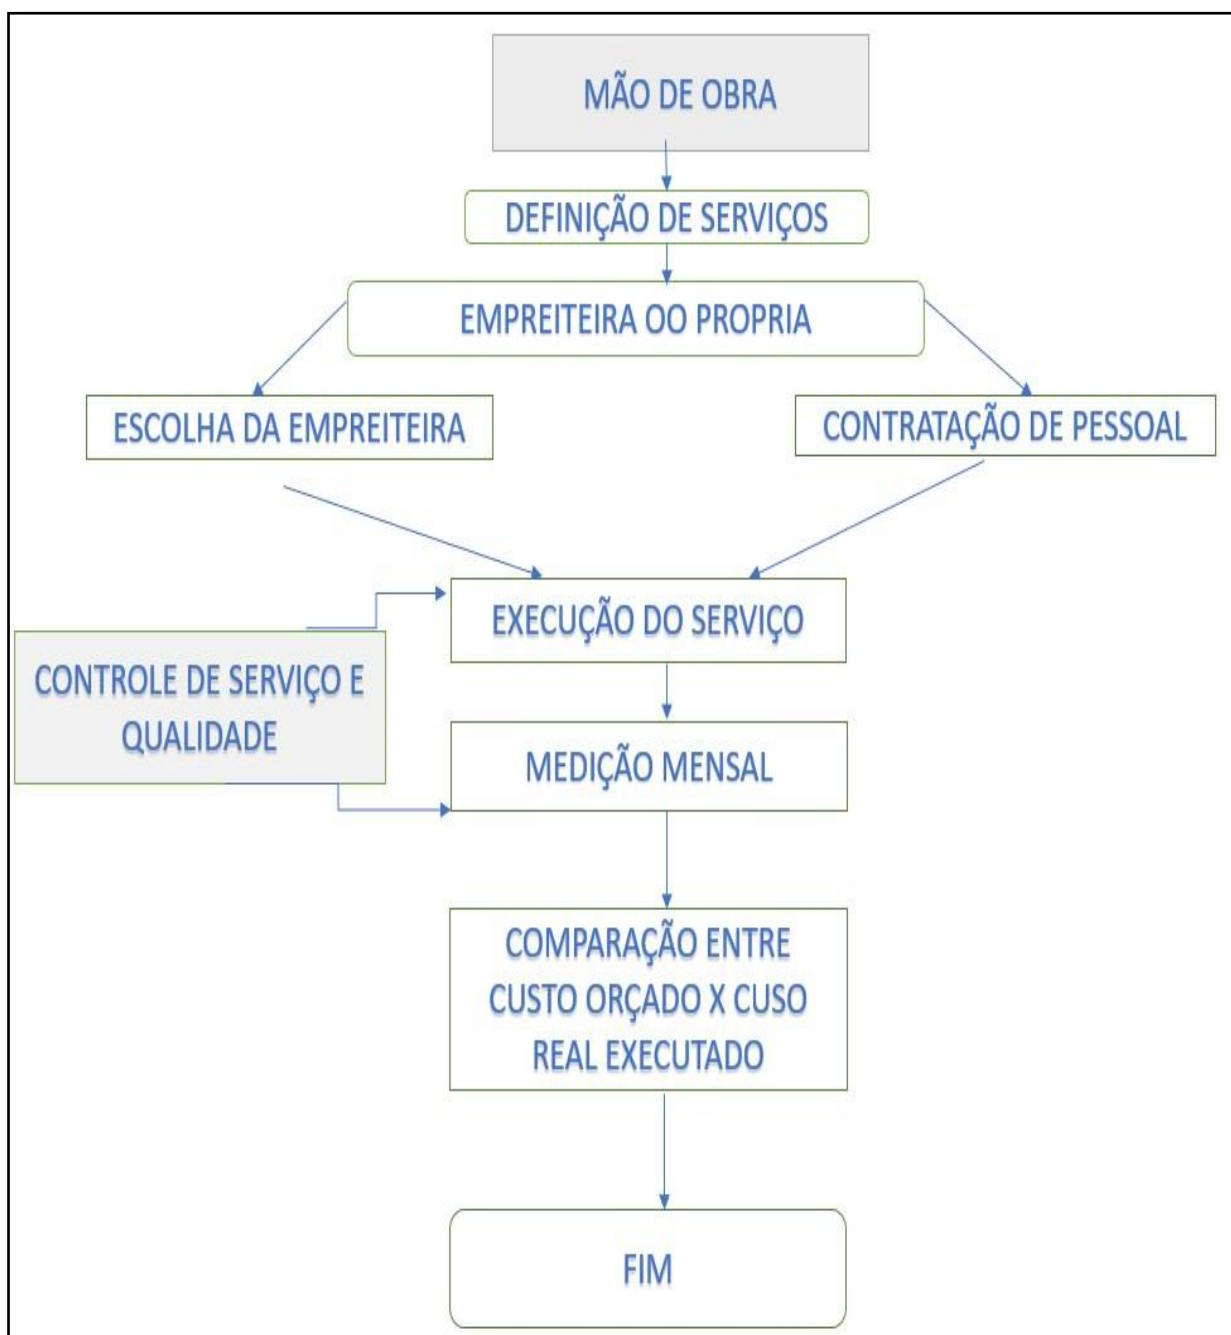 MÃO DE OBRA
DEFINIÇÃO DE SERVIÇOS
EMPREITEIRA OO PROPRIA
ESCOLHA DA EMPREITEIRA
CONTRATAÇÃO DE PESSOAL
EXECUÇÃO DO SERVIÇO
CONTROLE DE SERVIÇO E
QUALIDADE
MEDIÇÃO MENSAL
COMPARAÇÃO ENTRE
CUSTO ORÇADO X CUSO
REAL EXECUTADO
FIM